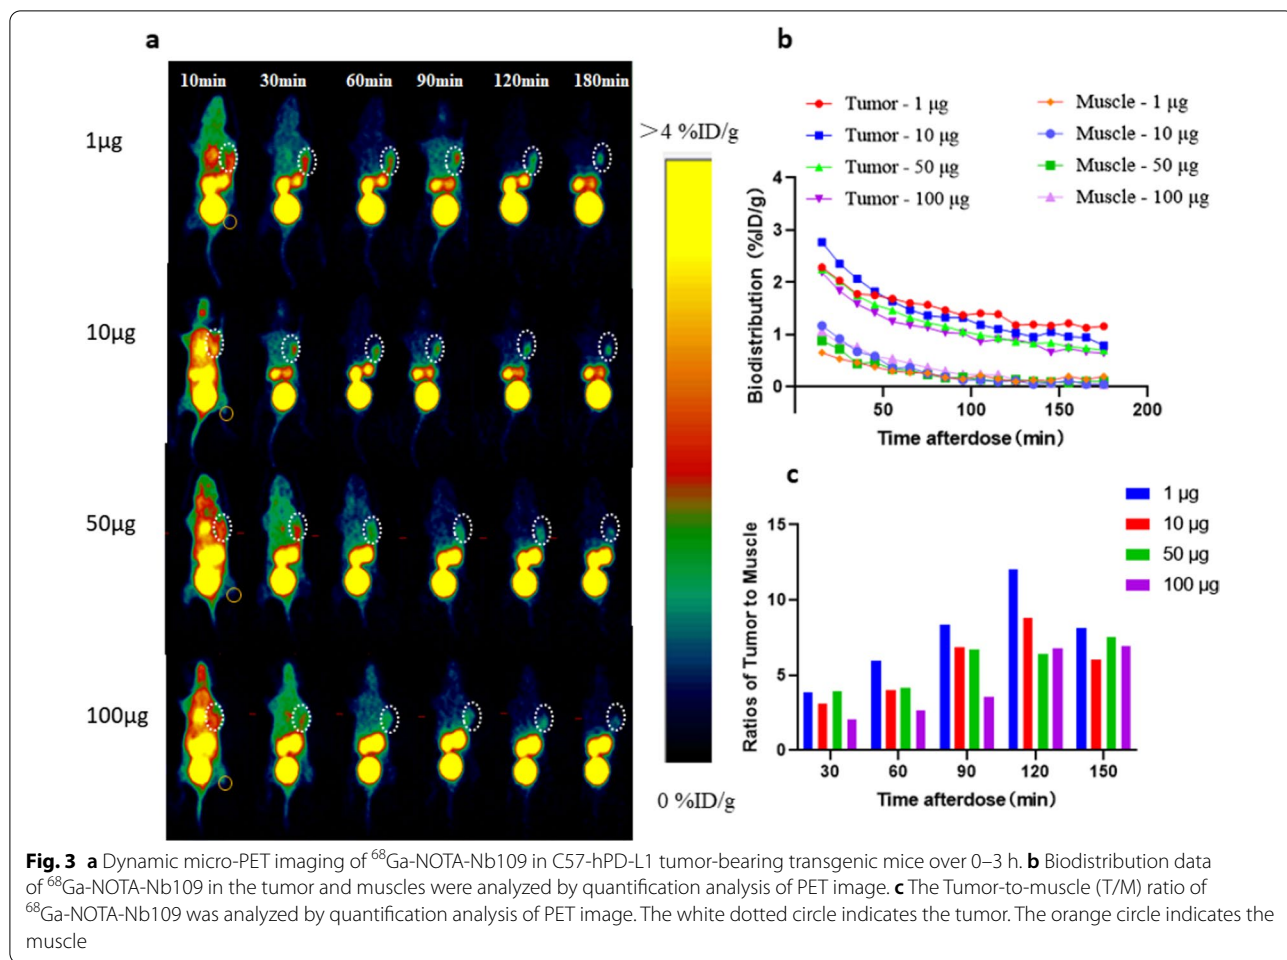 a
10min 30min 60min 90min 120min 180min
1µg
10µg
50µg
100µg
>4 %ID/g
0 %ID/g
b
Tumor - 1 µg
Tumor - 10 µg
Tumor - 50 µg
Tumor - 100 µg
Muscle - 1 µg
Muscle - 10 µg
Muscle - 50 µg
Muscle - 100 µg
Biodistribution (%ID/g)
4
3
2
1
0
50 100 150 200
Time afterdose (min)
c
1 µg
10 µg
50 µg
100 µg
Ratios of Tumor to Muscle
15
10
5
0
30 60 90 120 150
Time afterdose (min)
Fig. 3 a Dynamic micro-PET imaging of ⁶⁸Ga-NOTA-Nb109 in C57-hPD-L1 tumor-bearing transgenic mice over 0–3 h. b Biodistribution data
of ⁶⁸Ga-NOTA-Nb109 in the tumor and muscles were analyzed by quantification analysis of PET image. c The Tumor-to-muscle (T/M) ratio of
⁶⁸Ga-NOTA-Nb109 was analyzed by quantification analysis of PET image. The white dotted circle indicates the tumor. The orange circle indicates the
muscle